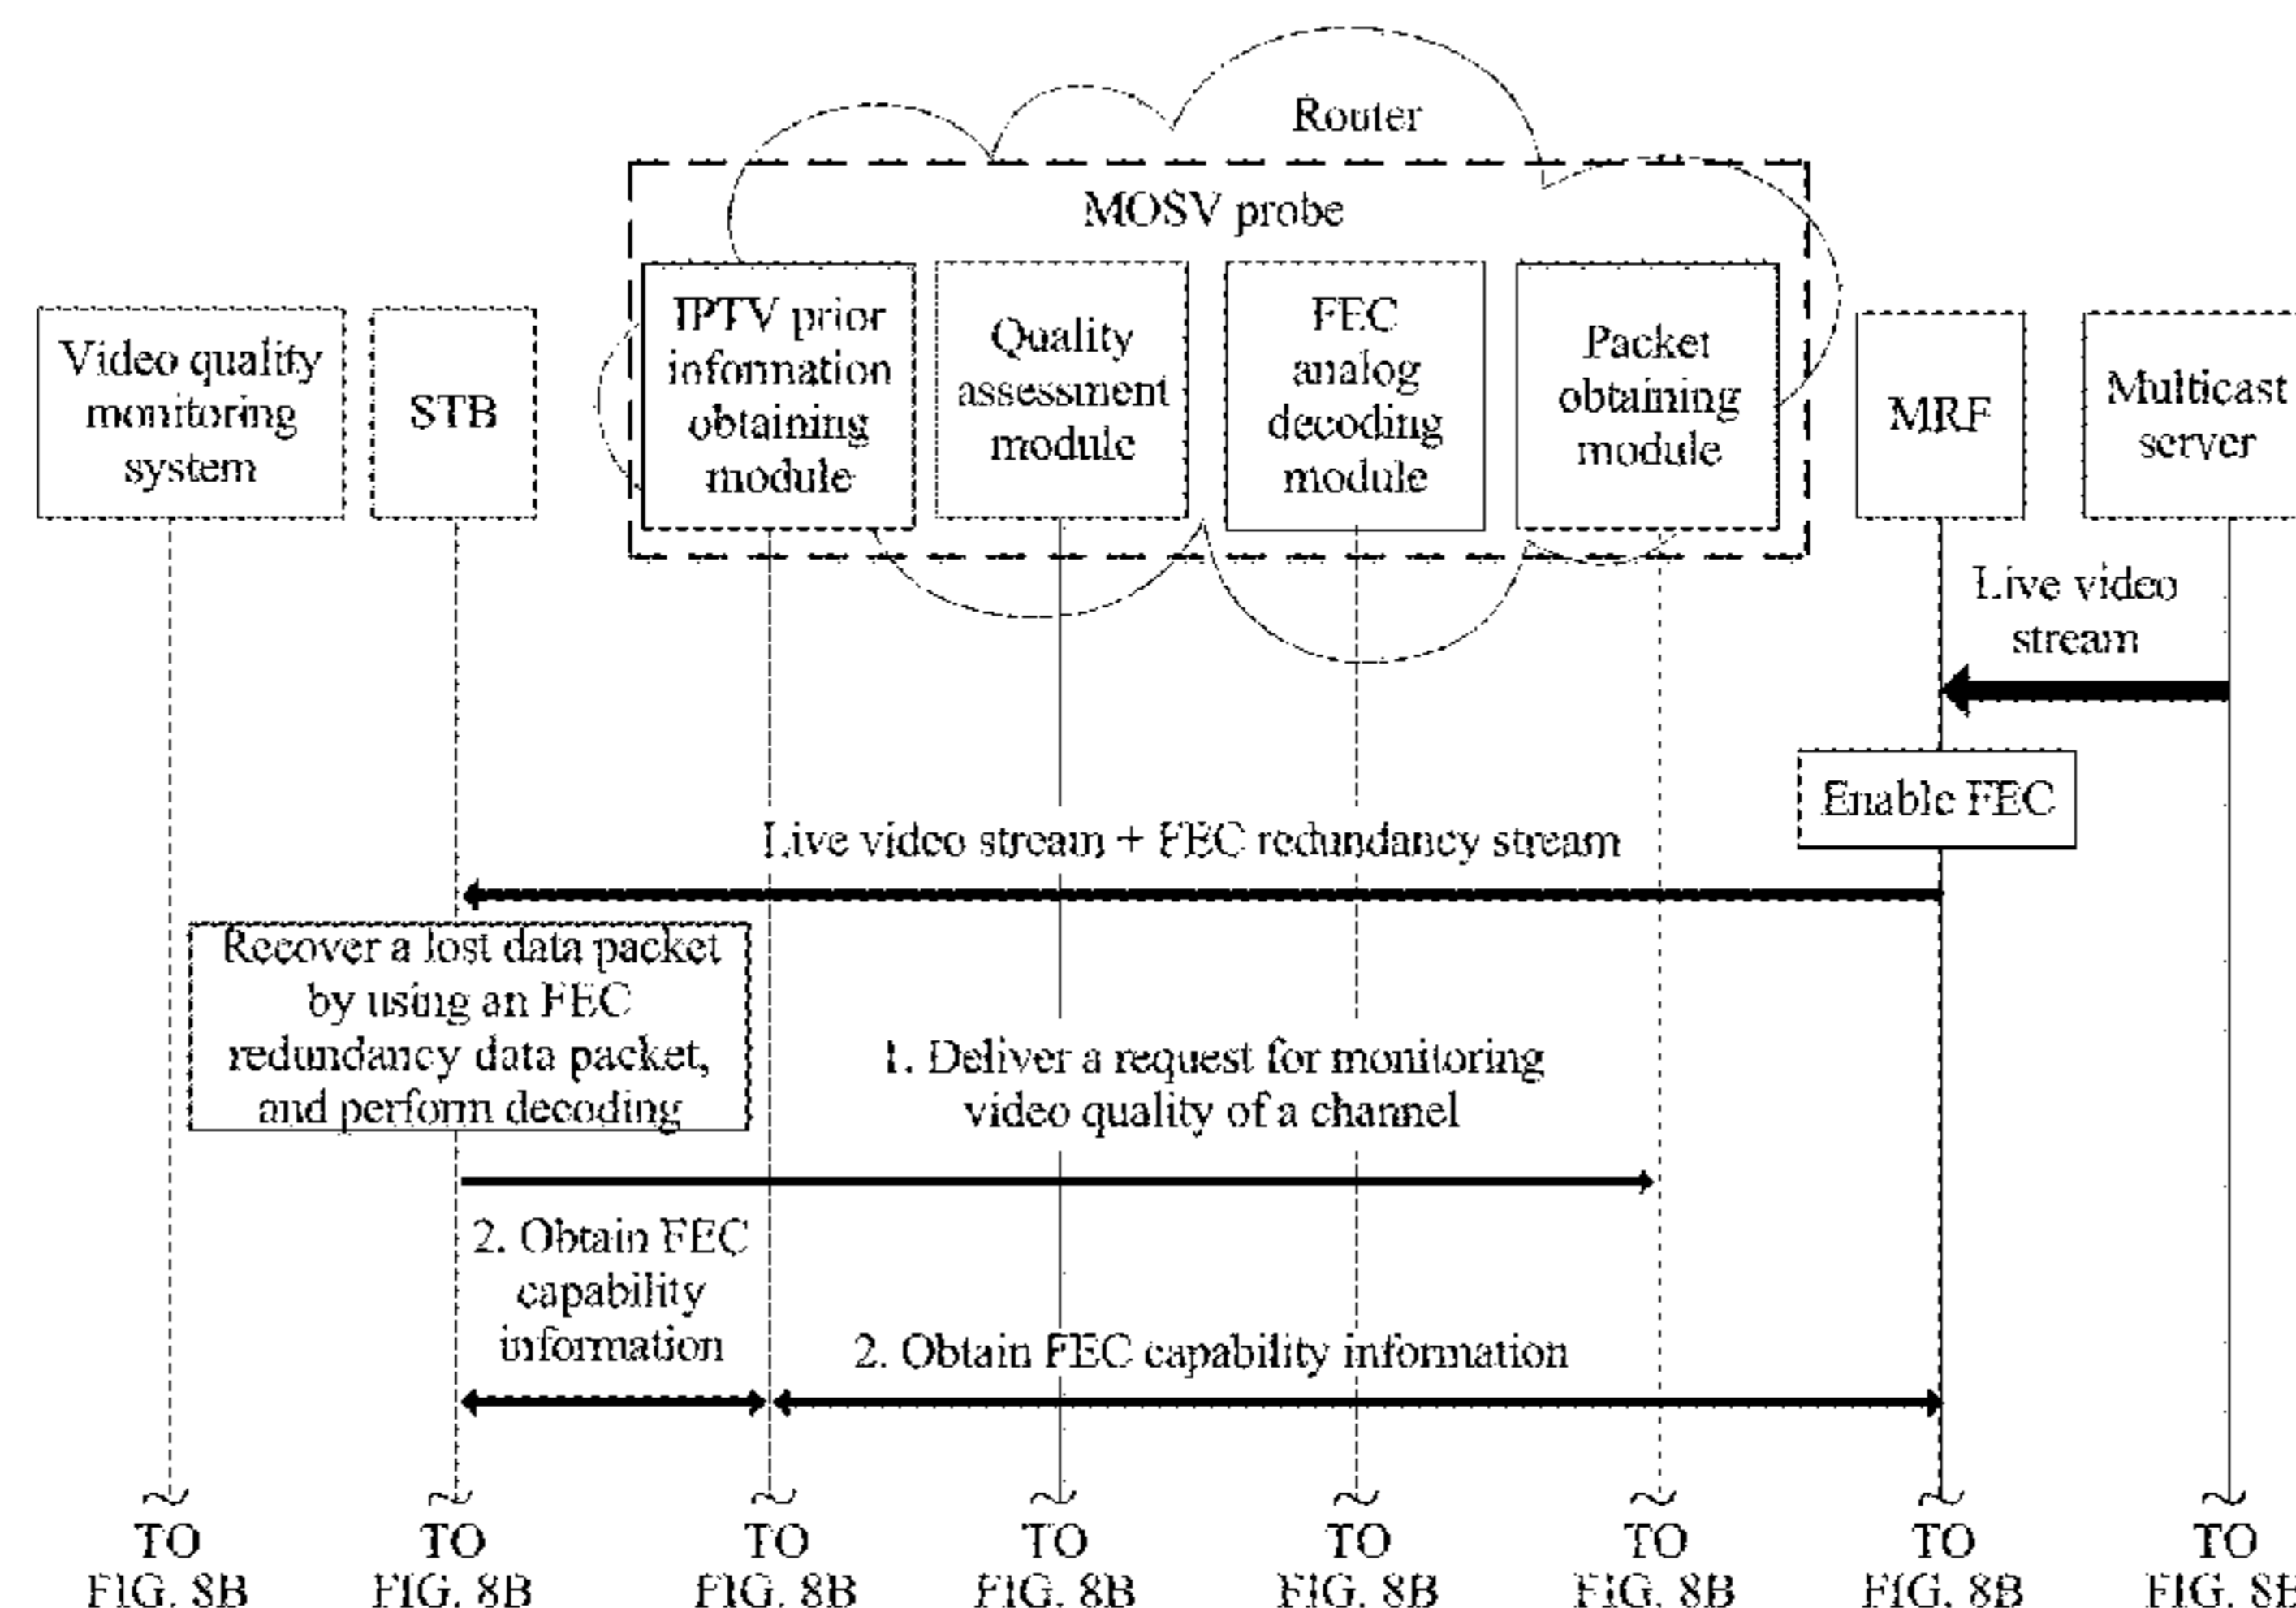 Router
MOSV probe
Video quality
monitoring
system
STB
IPTV prior
information
obtaining
module
Quality
assessment
module
FEC
analog
decoding
module
Packet
obtaining
module
MRF
Multicast
server
Live video
stream
Enable FEC
Live video stream + FEC redundancy stream
Recover a lost data packet
by using an FEC
redundancy data packet,
and perform decoding
1. Deliver a request for monitoring
video quality of a channel
2. Obtain FEC
capability
information
2. Obtain FEC capability information
TO
FIG. 8B
TO
FIG. 8B
TO
FIG. 8B
TO
FIG. 8B
TO
FIG. 8B
TO
FIG. 8B
TO
FIG. 8B
TO
FIG. 8B